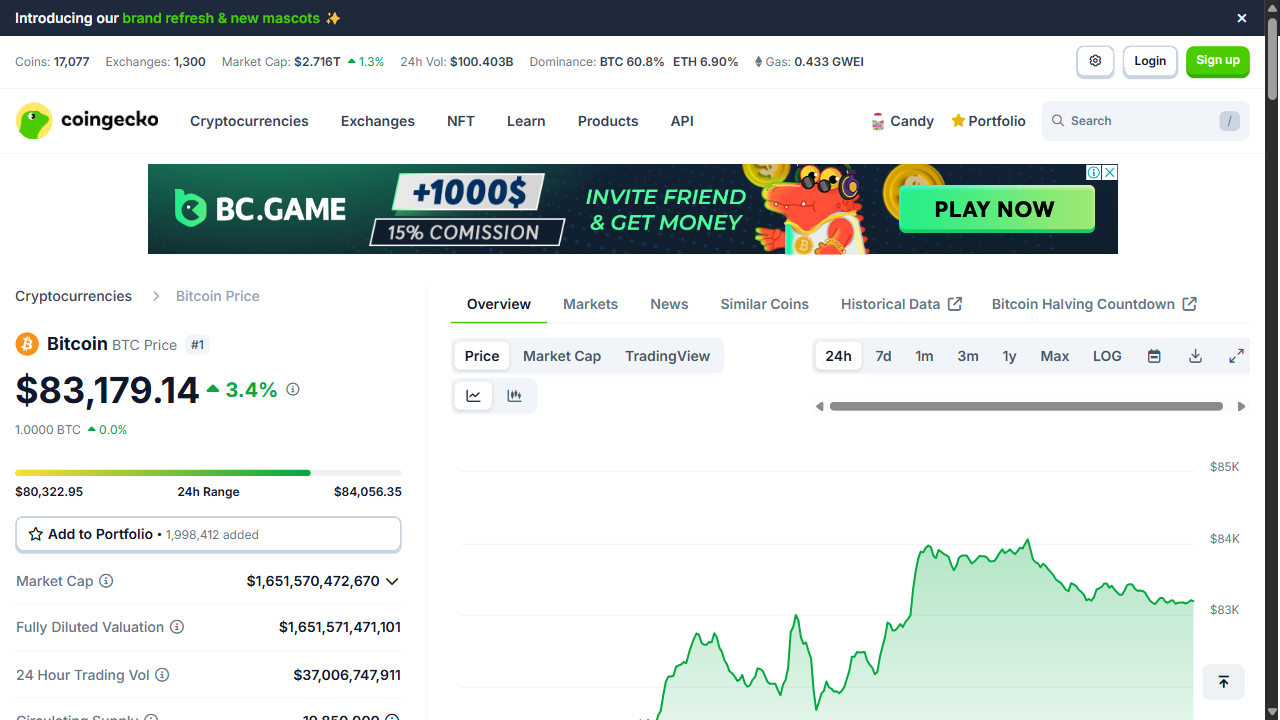 Introducing our brand refresh & new mascots ✨
Coins: 17,077 Exchanges: 1,300 Market Cap: $2.716T 1.3% 24h Vol: $100.403B Dominance: BTC 60.8% ETH 6.90% Gas: 0.433 GWEI
Login
Sign up
coingecko
Cryptocurrencies Exchanges NFT Learn Products API
Candy Portfolio
Search /
BC.GAME
+1000$
15% COMISSION
INVITE FRIEND
& GET MONEY
PLAY NOW
Cryptocurrencies > Bitcoin Price
Bitcoin BTC Price #1
$83,179.14 3.4%
1.0000 BTC 0.0%
$80,322.95 24h Range $84,056.35
Add to Portfolio • 1,998,412 added
Market Cap $1,651,570,472,670
Fully Diluted Valuation $1,651,571,471,101
24 Hour Trading Vol $37,006,747,911
Circulating Supply 19,850,000
Overview Markets News Similar Coins Historical Data Bitcoin Halving Countdown
Price Market Cap TradingView
24h 7d 1m 3m 1y Max LOG
$85K
$84K
$83K